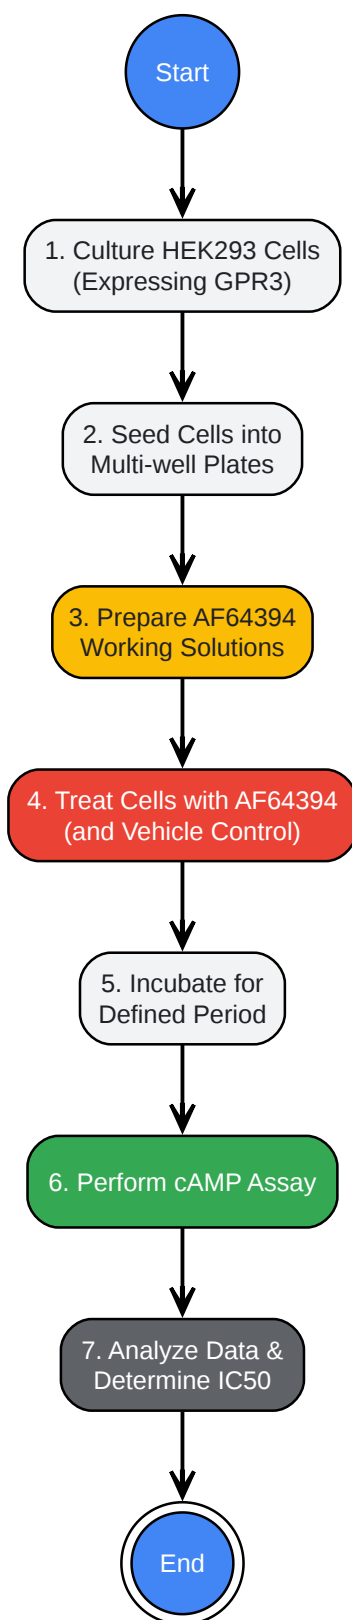 Start
1. Culture HEK293 Cells
(Expressing GPR3)
2. Seed Cells into
Multi-well Plates
3. Prepare AF64394
Working Solutions
4. Treat Cells with AF64394
(and Vehicle Control)
5. Incubate for
Defined Period
6. Perform cAMP Assay
7. Analyze Data &
Determine IC50
End